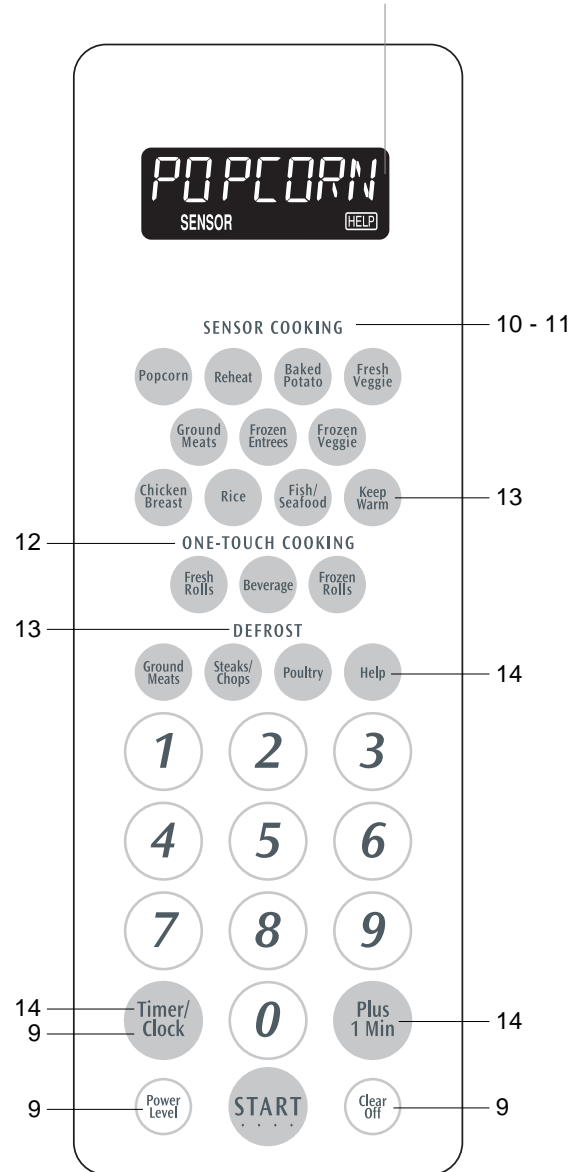 POPCORN
SENSOR HELP
SENSOR COOKING 10 - 11
Popcorn Reheat Baked Potato Fresh Veggie
Ground Meats Frozen Entrees Frozen Veggie
Chicken Breast Rice Fish/ Seafood Keep Warm 13
12 ONE-TOUCH COOKING
Fresh Rolls Beverage Frozen Rolls
13 DEFROST
Ground Meats Steaks/ Chops Poultry Help 14
1 2 3
4 5 6
7 8 9
14 Timer/ 0 Plus
9 Clock 1 Min 14
9 Power Level START Clear Off 9